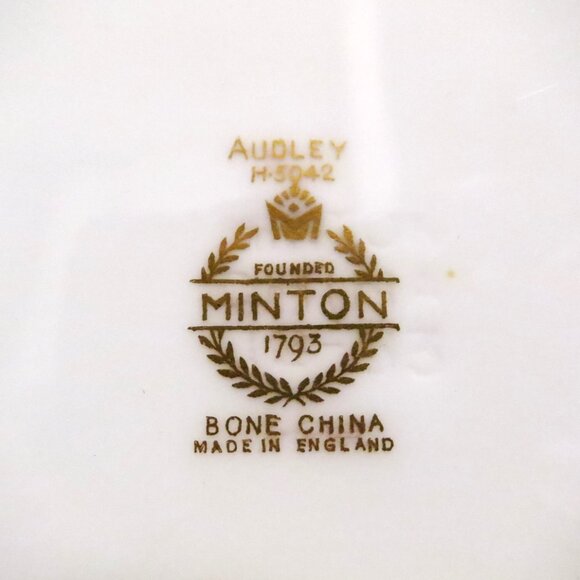 AUDLEY
H·5042
M
FOUNDED
MINTON
1793
BONE CHINA
MADE IN ENGLAND